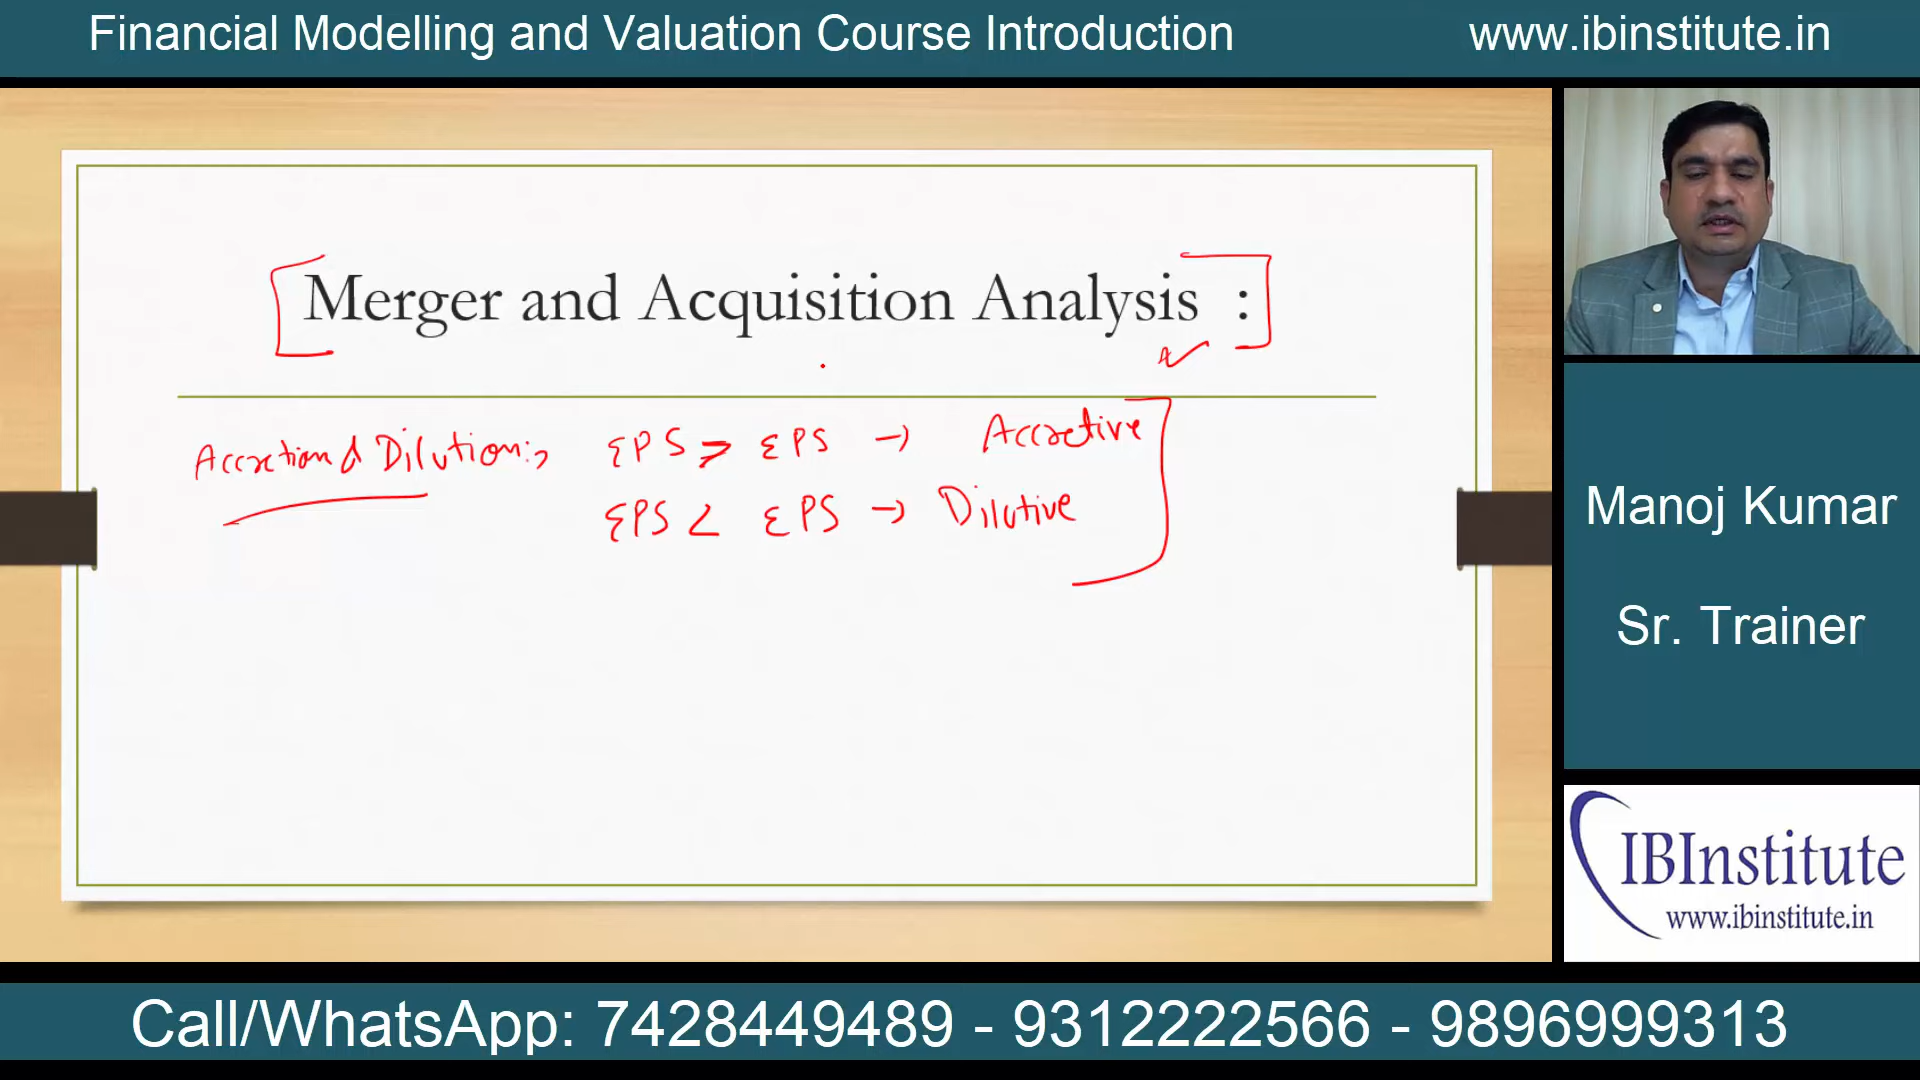 Financial Modelling and Valuation Course Introduction www.ibinstitute.in
Merger and Acquisition Analysis :
Accretion & Dilution:→ EPS > EPS → Accretive
EPS < EPS → Dilutive
Manoj Kumar
Sr. Trainer
IBInstitute
www.ibinstitute.in
Call/WhatsApp: 7428449489 - 9312222566 - 9896999313